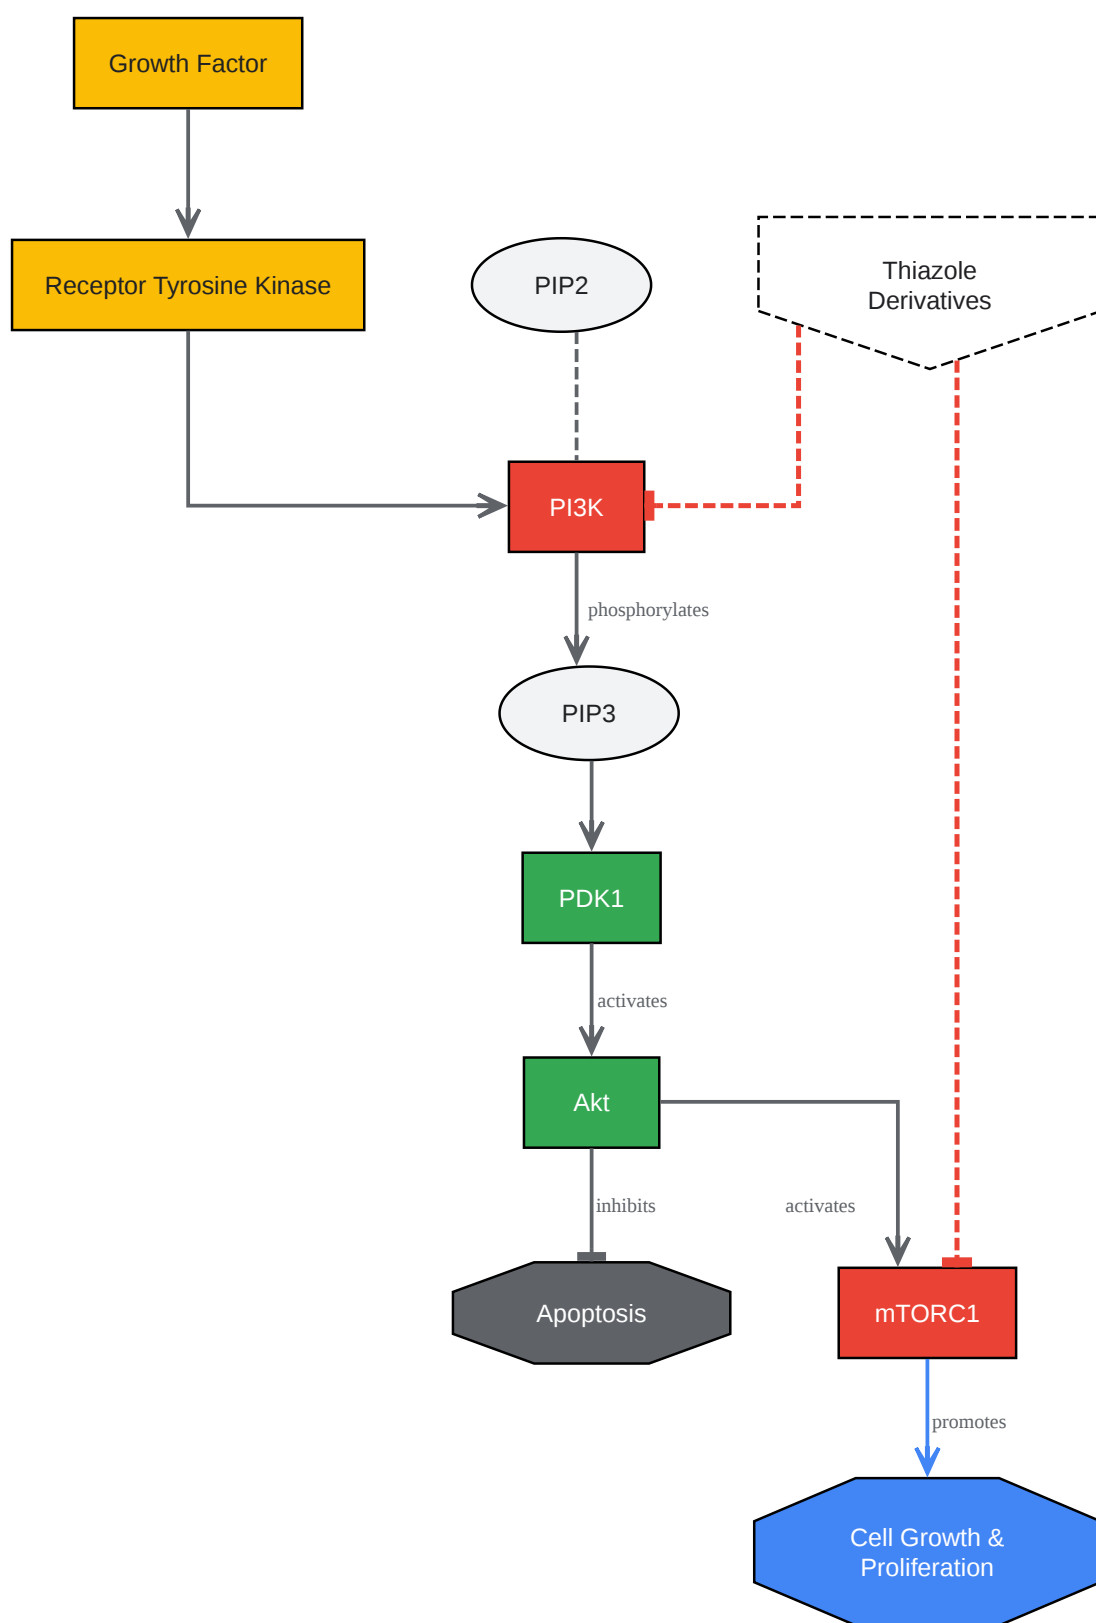 Growth Factor
Receptor Tyrosine Kinase
PIP2
Thiazole
Derivatives
PI3K
phosphorylates
PIP3
PDK1
activates
Akt
inhibits
activates
Apoptosis
mTORC1
promotes
Cell Growth &
Proliferation